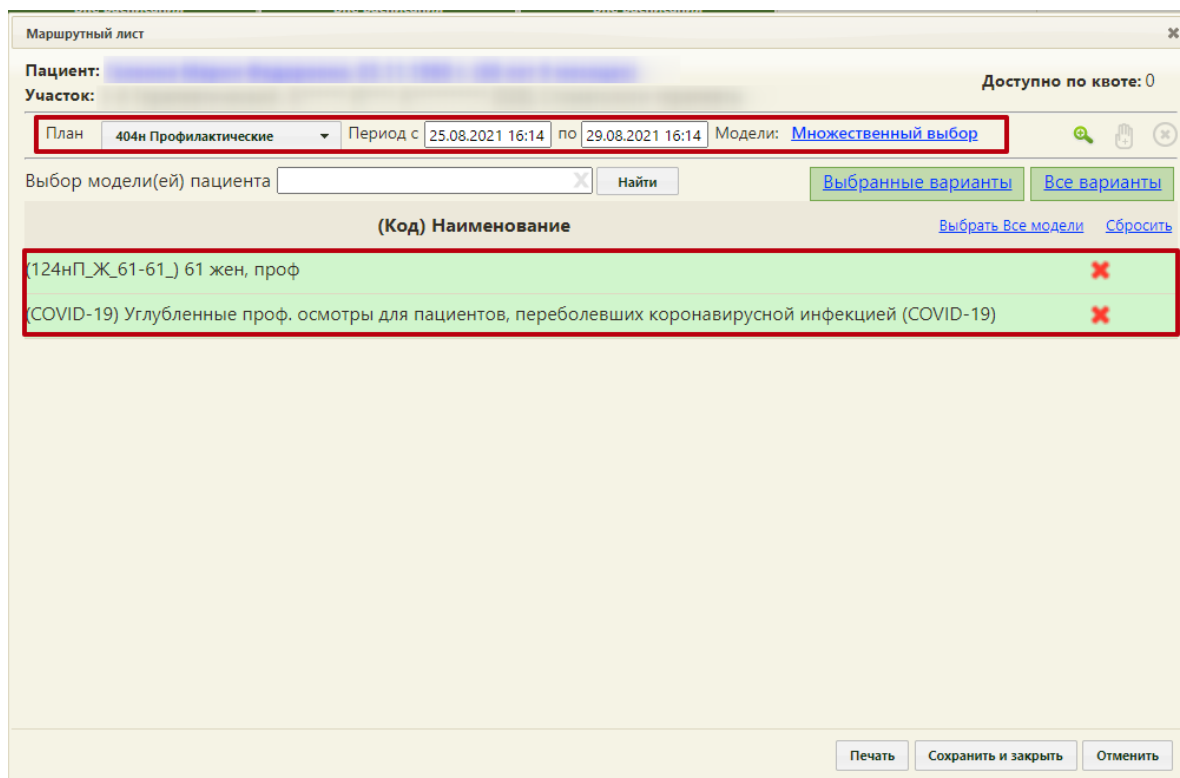 Маршрутный лист
Пациент:
Доступно по квоте: 0
Участок:
План 404н Профилактические Период с 25.08.2021 16:14 по 29.08.2021 16:14 Модели: Множественный выбор
Выбор модели(ей) пациента X Найти Выбранные варианты Все варианты
(Код) Наименование Выбрать Все модели Сбросить
(124нП_Ж_61-61_) 61 жен, проф
(COVID-19) Углубленные проф. осмотры для пациентов, переболевших коронавирусной инфекцией (COVID-19)
Печать Сохранить и закрыть Отменить